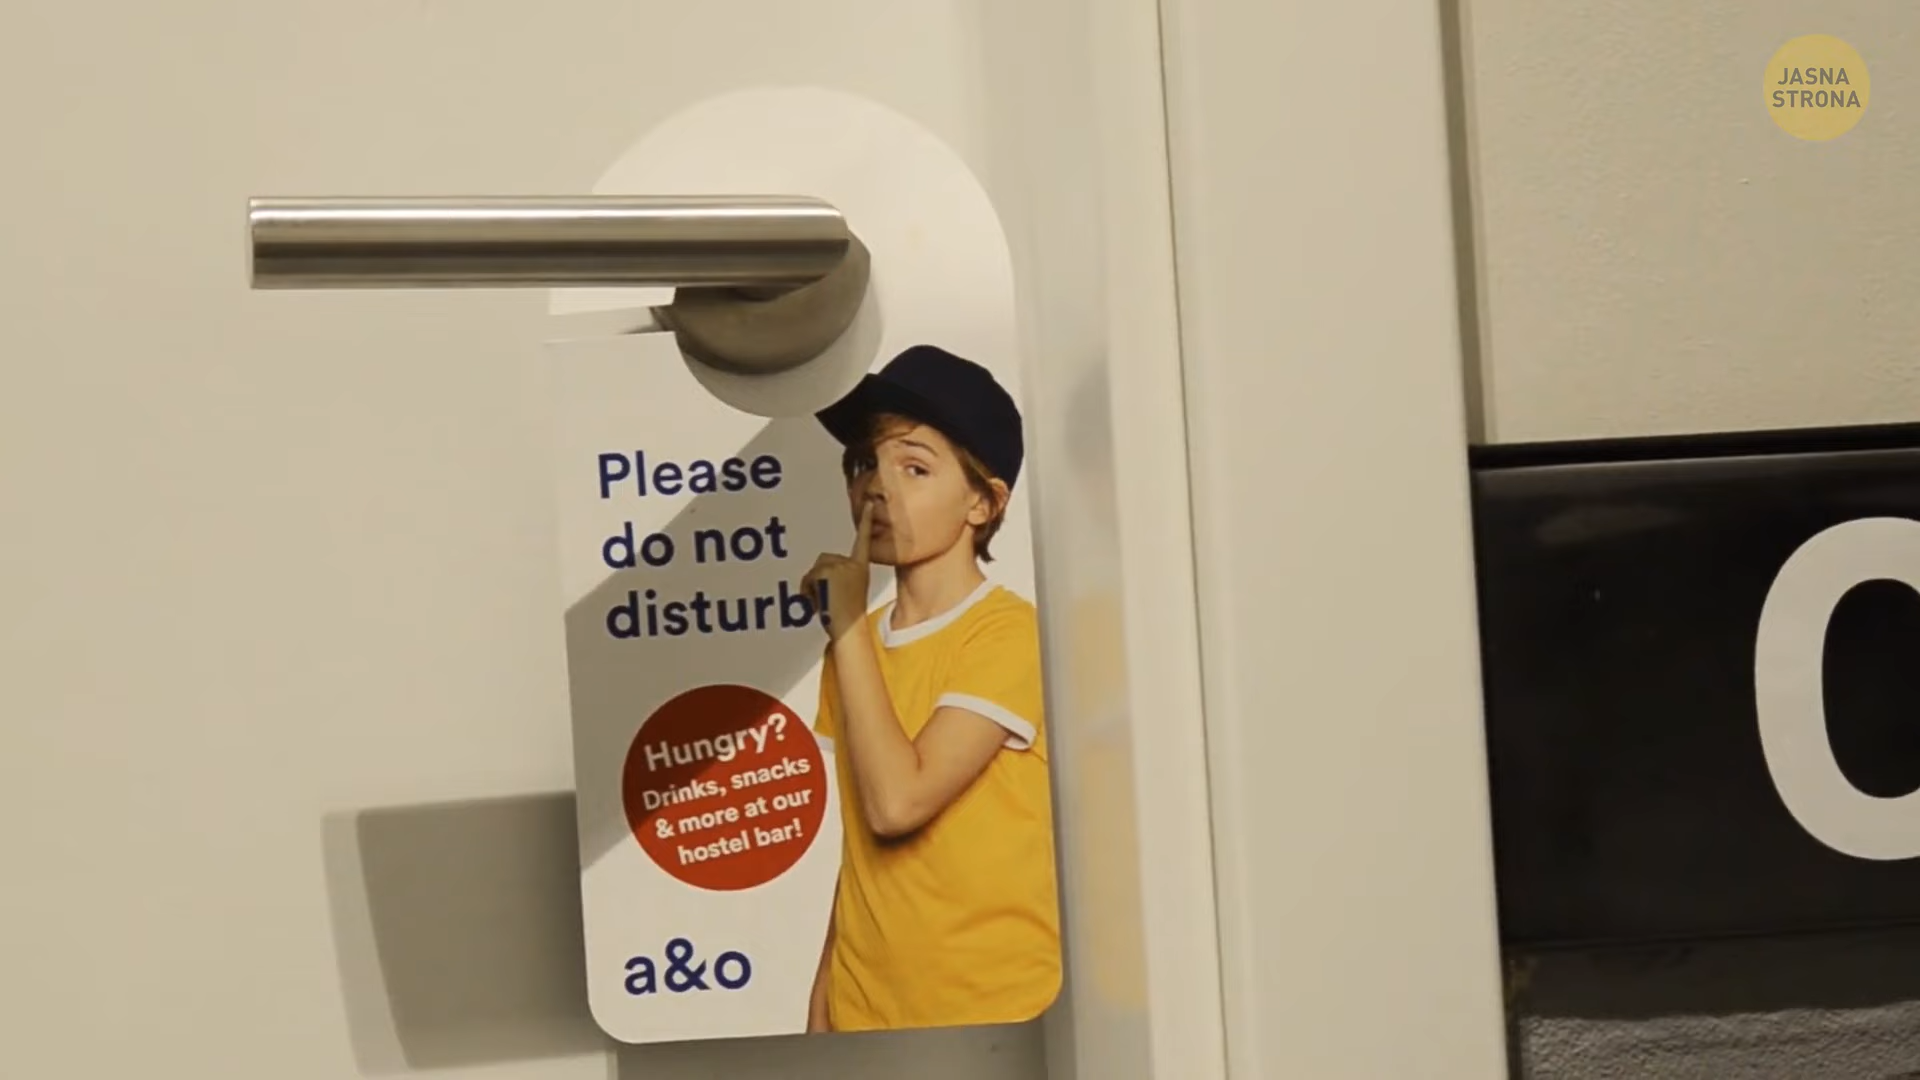 JASNA
STRONA
Please
do not
disturb!
Hungry?
Drinks, snacks
& more at our
hostel bar!
a&o